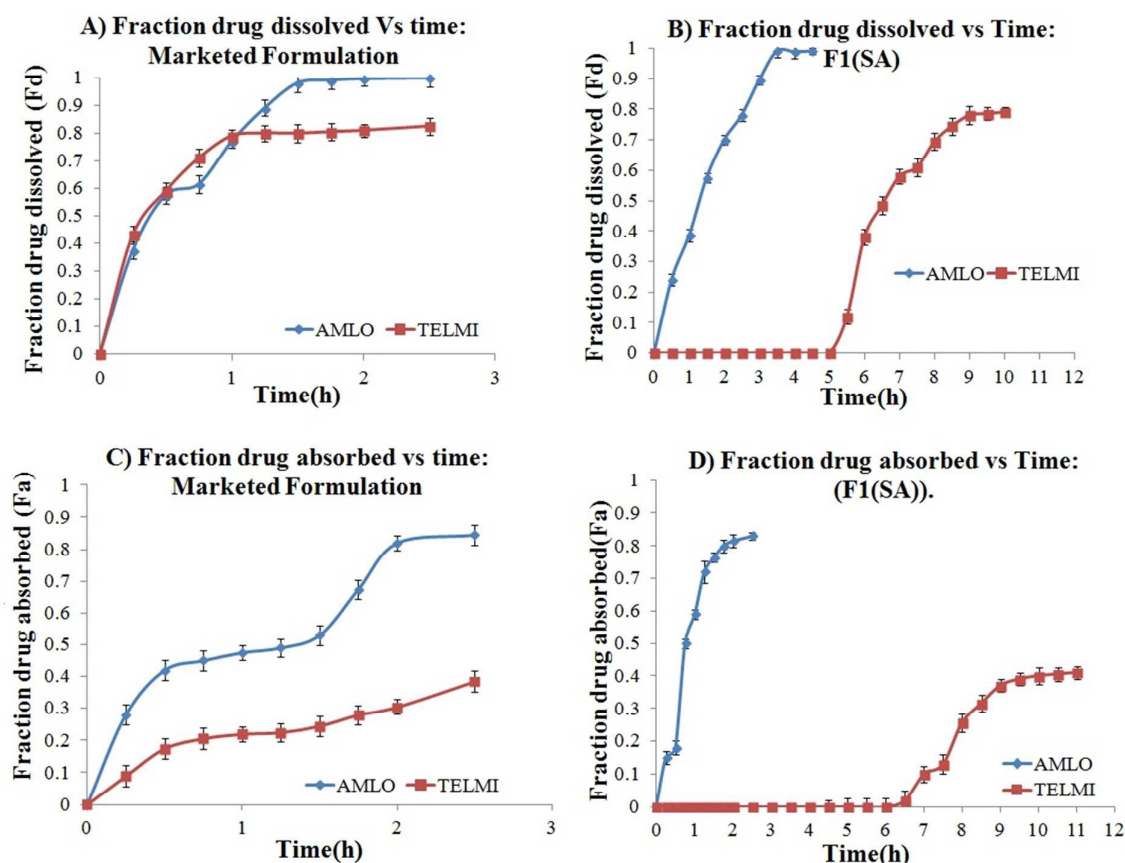 A) Fraction drug dissolved Vs time:
Marketed Formulation
Fraction drug dissolved (Fd)
1
0.9
0.8
0.7
0.6
0.5
0.4
0.3
0.2
0.1
0
AMLO TELMI
0 1 2 3
Time(h)
B) Fraction drug dissolved vs Time:
F1(SA)
Fraction drug dissolved (Fd)
1
0.9
0.8
0.7
0.6
0.5
0.4
0.3
0.2
0.1
0
AMLO TELMI
0 1 2 3 4 5 6 7 8 9 10 11 12
Time(h)
C) Fraction drug absorbed vs time:
Marketed Formulation
Fraction drug absorbed (Fa)
1
0.9
0.8
0.7
0.6
0.5
0.4
0.3
0.2
0.1
0
AMLO TELMI
0 1 2 3
Time(h)
D) Fraction drug absorbed vs Time:
(F1(SA)).
Fraction drug absorbed(Fa)
1
0.9
0.8
0.7
0.6
0.5
0.4
0.3
0.2
0.1
0
AMLO
TELMI
0 1 2 3 4 5 6 7 8 9 10 11 12
Time(h)